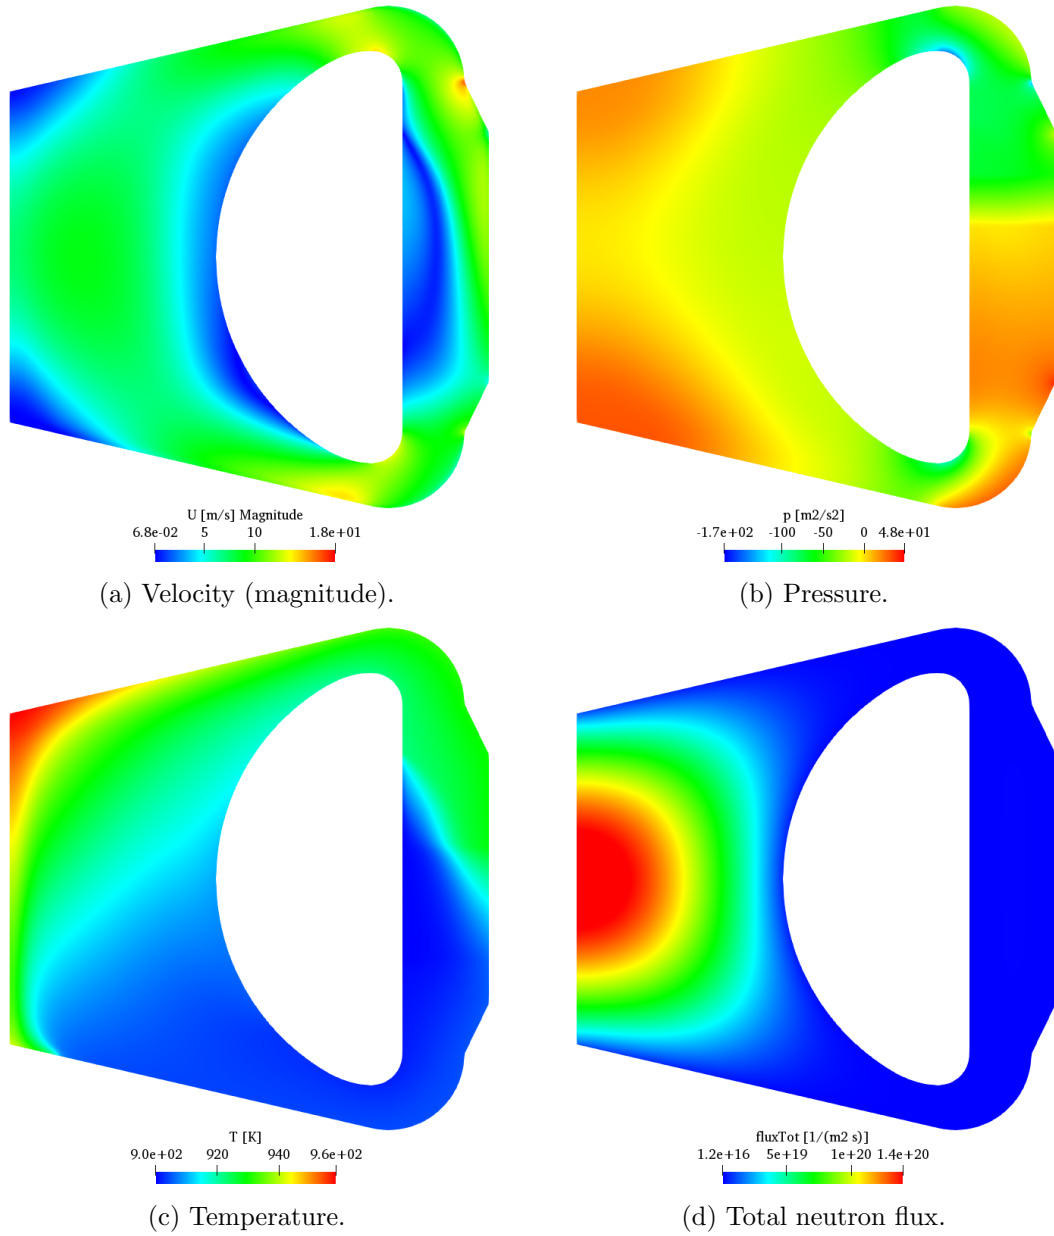 U [m/s] Magnitude
6.8e-02 5 10 1.8e+01
(a) Velocity (magnitude).
p [m2/s2]
-1.7e+02 -100 -50 0 4.8e+01
(b) Pressure.
T [K]
9.0e+02 920 940 9.6e+02
(c) Temperature.
fluxTot [1/(m2 s)]
1.2e+16 5e+19 1e+20 1.4e+20
(d) Total neutron flux.